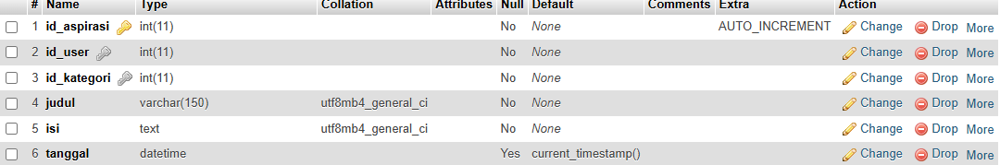 # Name Type Collation Attributes Null Default Comments Extra Action
1 id_aspirasi int(11) No None AUTO_INCREMENT Change Drop More
2 id_user int(11) No None Change Drop More
3 id_kategori int(11) No None Change Drop More
4 judul varchar(150) utf8mb4_general_ci No None Change Drop More
5 isi text utf8mb4_general_ci No None Change Drop More
6 tanggal datetime Yes current_timestamp() Change Drop More